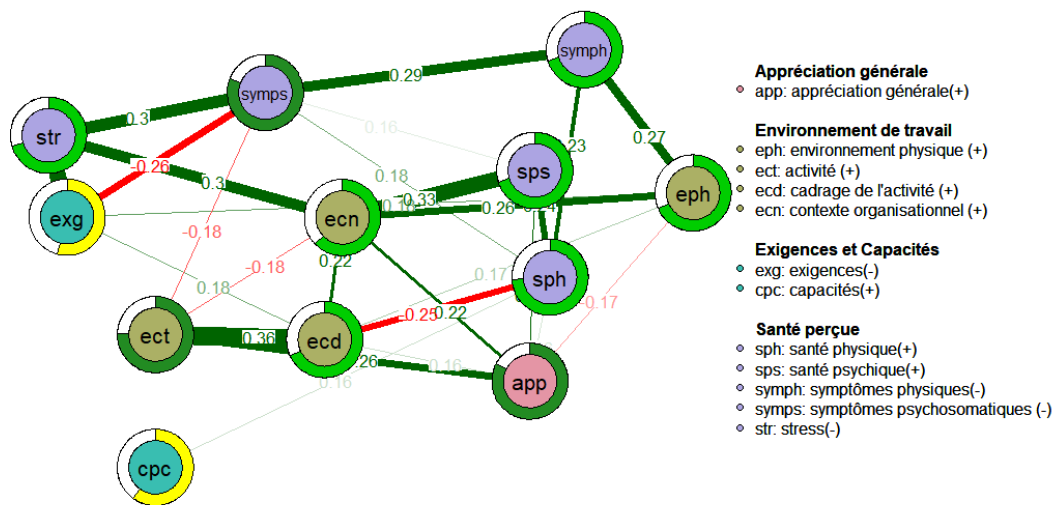 symph
0.29
symps
0.3
str
0.16
0.23
0.27
-0.26
0.18
sps
0.3
-0.33
eph
exg
ecn
0.26
-0.18
-0.18
0.22
0.17
sph
0.18
-0.25
0.22
-0.17
ect
0.36
ecd
.26
0.16
app
0.16
cpc
Appréciation générale
app: appréciation générale(+)
Environnement de travail
eph: environnement physique (+)
ect: activité (+)
ecd: cadrage de l'activité (+)
ecn: contexte organisationnel (+)
Exigences et Capacités
exg: exigences(-)
cpc: capacités(+)
Santé perçue
sph: santé physique(+)
sps: santé psychique(+)
symph: symptômes physiques(-)
symps: symptômes psychosomatiques (-)
str: stress(-)